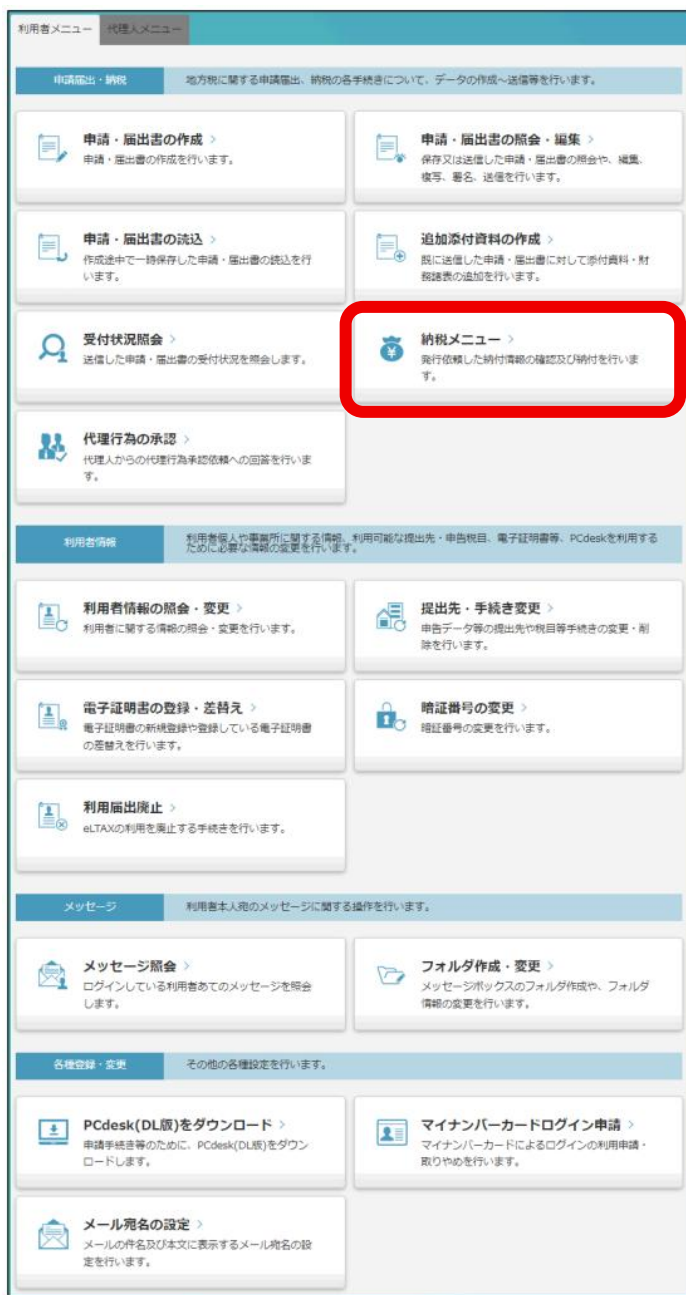 利用者メニュー 代理人メニュー
申請届出・納税 地方税に関する申請届出、納税の各手続きについて、データの作成~送信等を行います。
申請・届出書の作成 >
申請・届出書の作成を行います。
申請・届出書の照会・編集 >
保存又は送信した申請・届出書の照会や、編集、
複写、署名、送信を行います。
申請・届出書の読込 >
作成途中で一時保存した申請・届出書の読込を行
います。
追加添付資料の作成 >
既に送信した申請・届出書に対して添付資料・財
務諸表の追加を行います。
受付状況照会 >
送信した申請・届出書の受付状況を照会します。
納税メニュー >
発行依頼した納付情報の確認及び納付を行いま
す。
代理行為の承認 >
代理人からの代理行為承認依頼への回答を行いま
す。
利用者情報 利用者個人や事業所に関する情報、利用可能な提出先・申告税目、電子証明書等、PCdeskを利用する
ために必要な情報の変更を行います。
利用者情報の照会・変更 >
利用者に関する情報の照会・変更を行います。
提出先・手続き変更 >
申告データ等の提出先や税目等手続きの変更・削
除を行います。
電子証明書の登録・差替え >
電子証明書の新規登録や登録している電子証明書
の差替えを行います。
暗証番号の変更 >
暗証番号の変更を行います。
利用届出廃止 >
eLTAXの利用を廃止する手続きを行います。
メッセージ 利用者本人宛のメッセージに関する操作を行います。
メッセージ照会 >
ログインしている利用者あてのメッセージを照会
します。
フォルダ作成・変更 >
メッセージボックスのフォルダ作成や、フォルダ
情報の変更を行います。
各種登録・変更 その他の各種設定を行います。
PCdesk(DL版)をダウンロード >
申請手続き等のために、PCdesk(DL版)をダウン
ロードします。
マイナンバーカードログイン申請 >
マイナンバーカードによるログインの利用申請・
取りやめを行います。
メール宛名の設定 >
メールの件名及び本文に表示するメール宛名の設
定を行います。